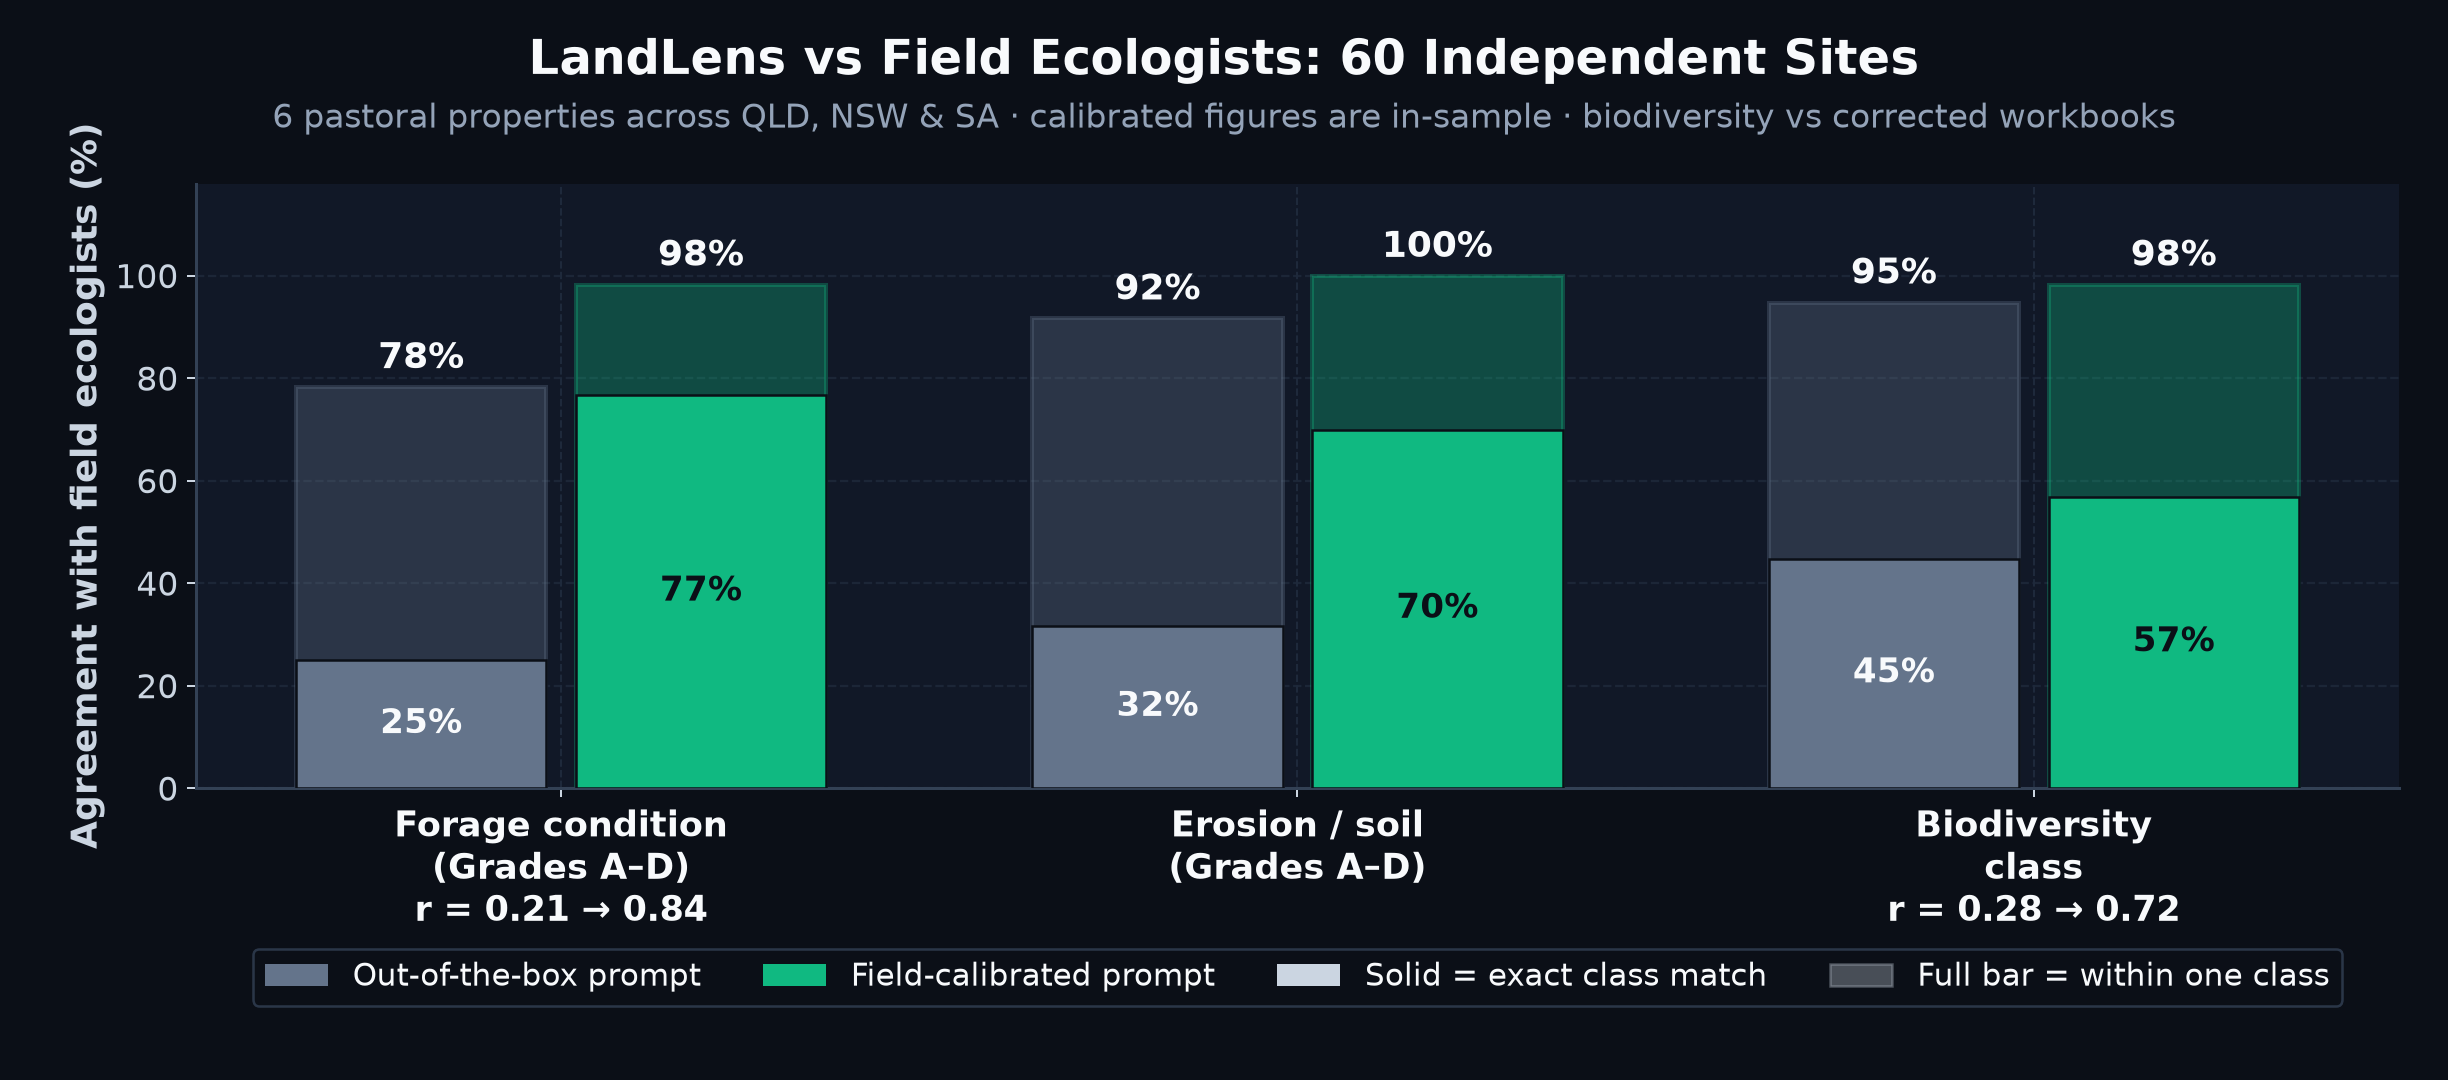 LandLens vs Field Ecologists: 60 Independent Sites
6 pastoral properties across QLD, NSW & SA · calibrated figures are in-sample · biodiversity vs corrected workbooks
Agreement with field ecologists (%)
100
80
60
40
20
0
78%
25%
98%
77%
92%
32%
100%
70%
95%
45%
98%
57%
Forage condition
(Grades A–D)
r = 0.21 → 0.84
Erosion / soil
(Grades A–D)
Biodiversity
class
r = 0.28 → 0.72
Out-of-the-box prompt
Field-calibrated prompt
Solid = exact class match
Full bar = within one class